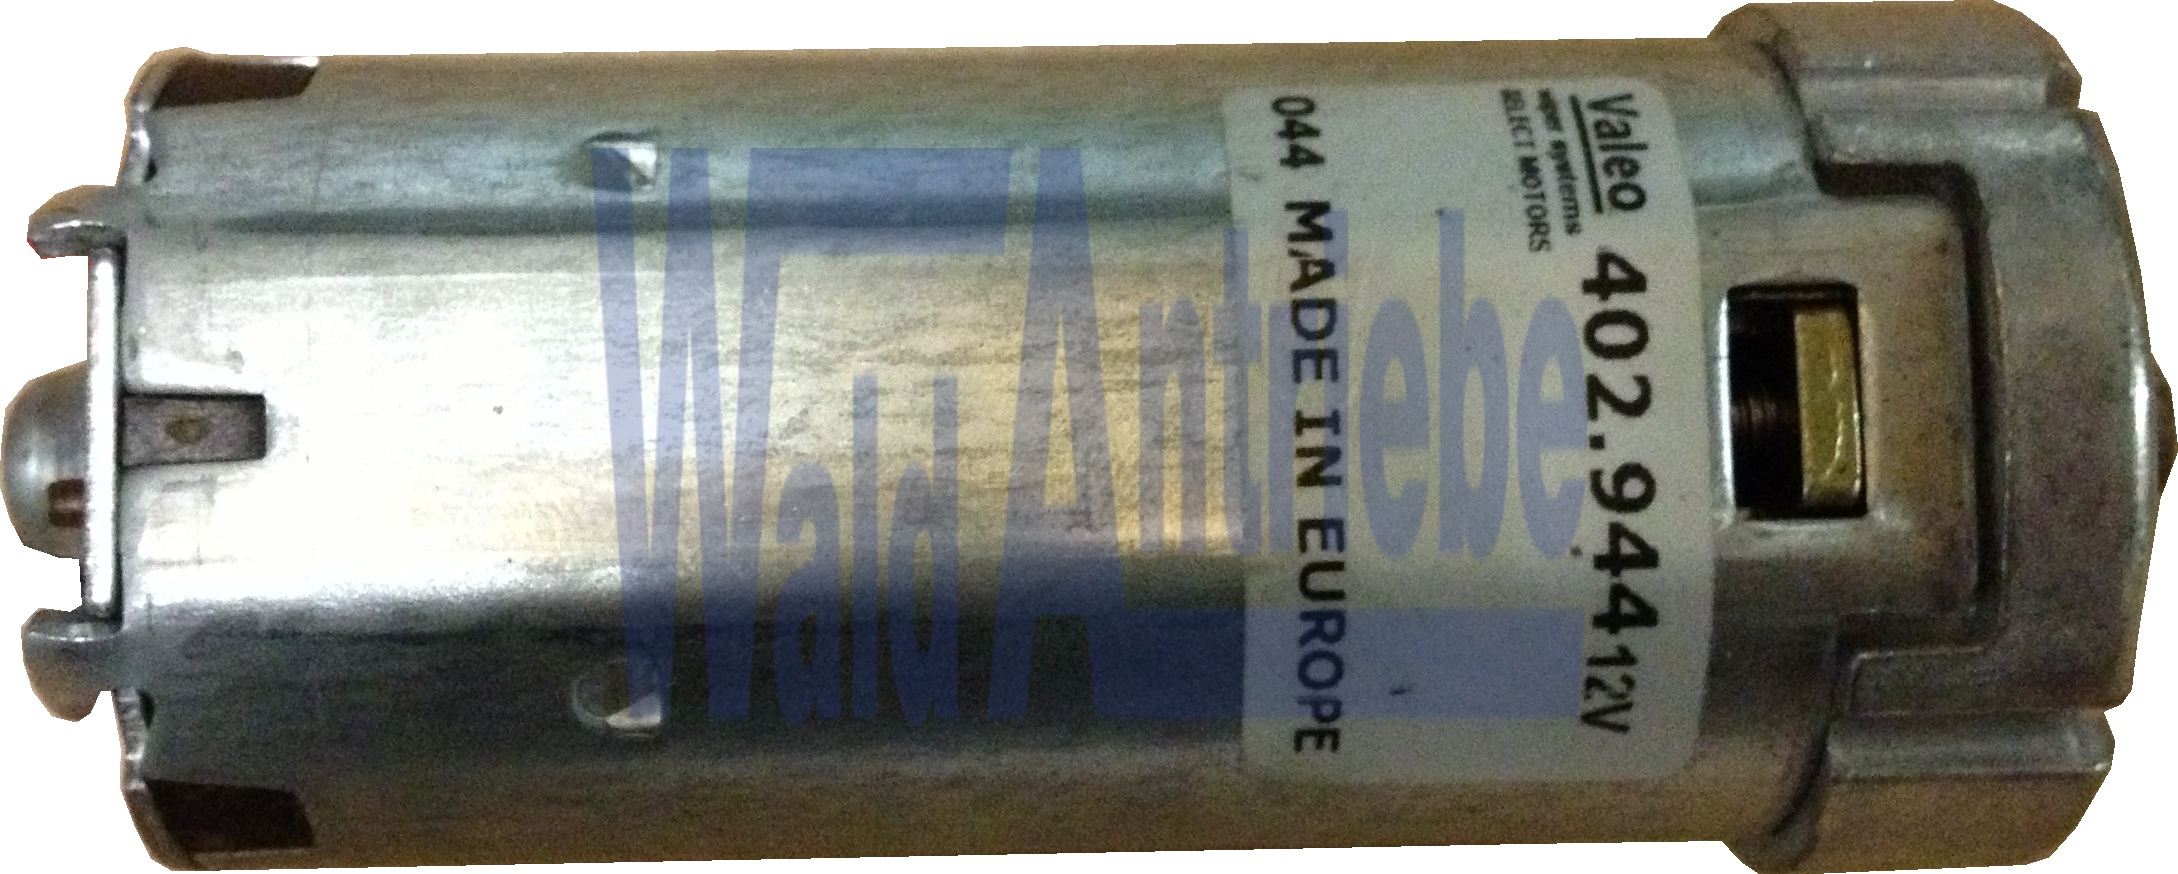 Valeo
wiper systems
SELECT MOTORS
402.944 12V
044 MADE IN EUROPE
Wald Antriebe